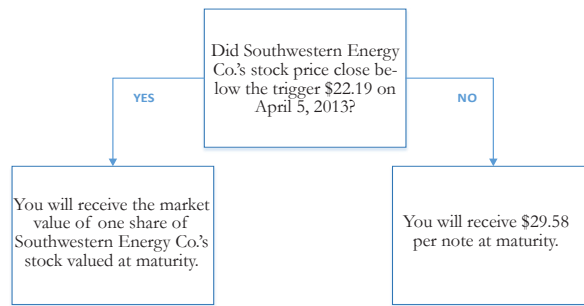 Did Southwestern Energy
Co.'s stock price close be-
low the trigger $22.19 on
April 5, 2013?
YES
NO
You will receive the market
value of one share of
Southwestern Energy Co.'s
stock valued at maturity.
You will receive $29.58
per note at maturity.